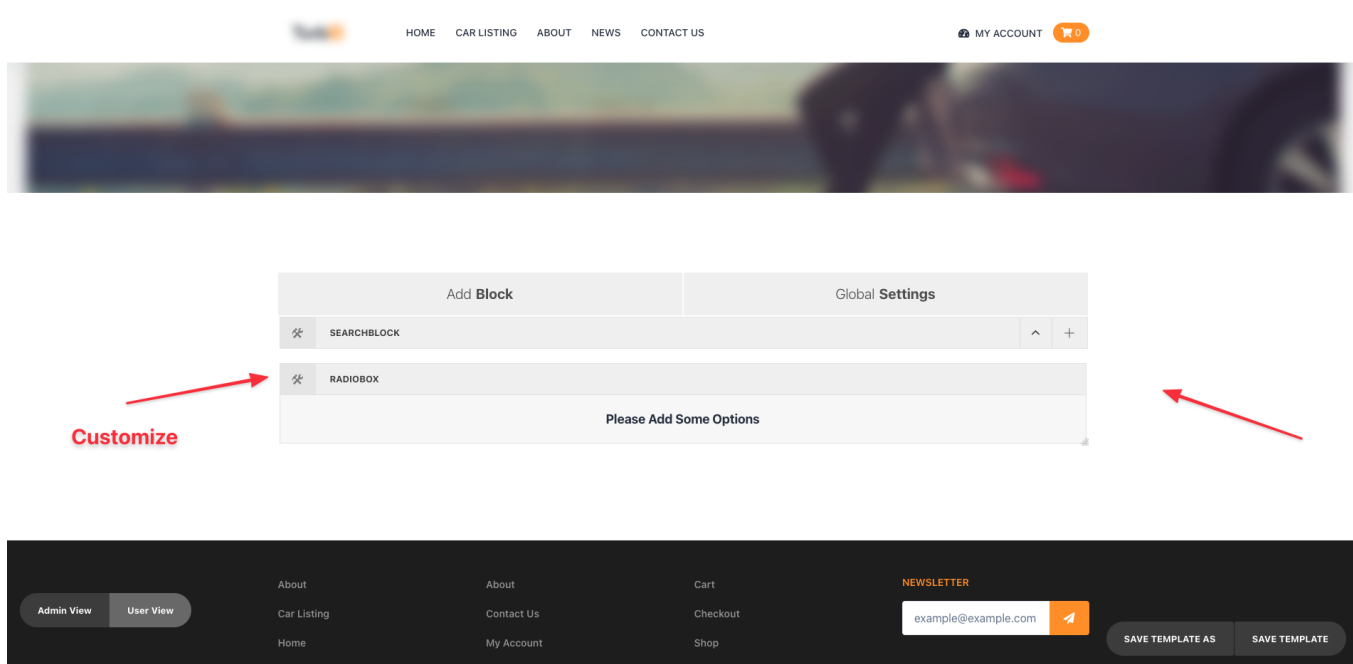 HOME CAR LISTING ABOUT NEWS CONTACT US MY ACCOUNT 0
Add Block Global Settings
SEARCHBLOCK
RADIOBOX
Please Add Some Options
Customize
About About Cart NEWSLETTER
Admin View User View
Car Listing Contact Us Checkout example@example.com
Home My Account Shop
SAVE TEMPLATE AS SAVE TEMPLATE